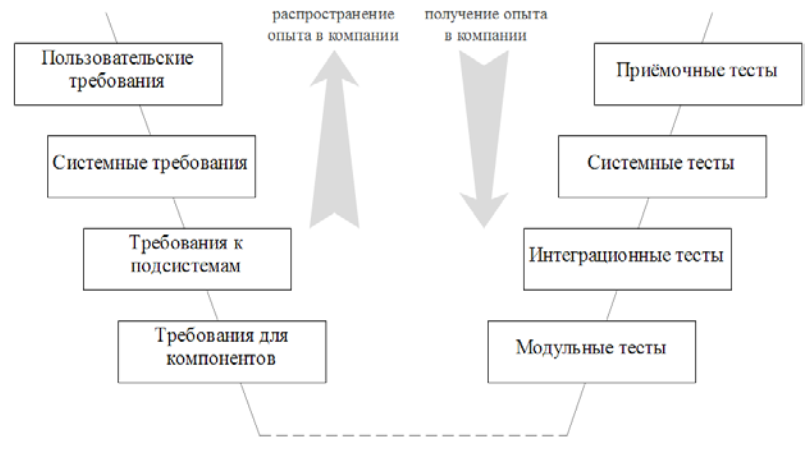 распространение
опыта в компании
получение опыта
в компании
Пользовательские
требования
Приёмочные тесты
Системные требования
Системные тесты
Требования к
подсистемам
Интеграционные тесты
Требования для
компонентов
Модульные тесты